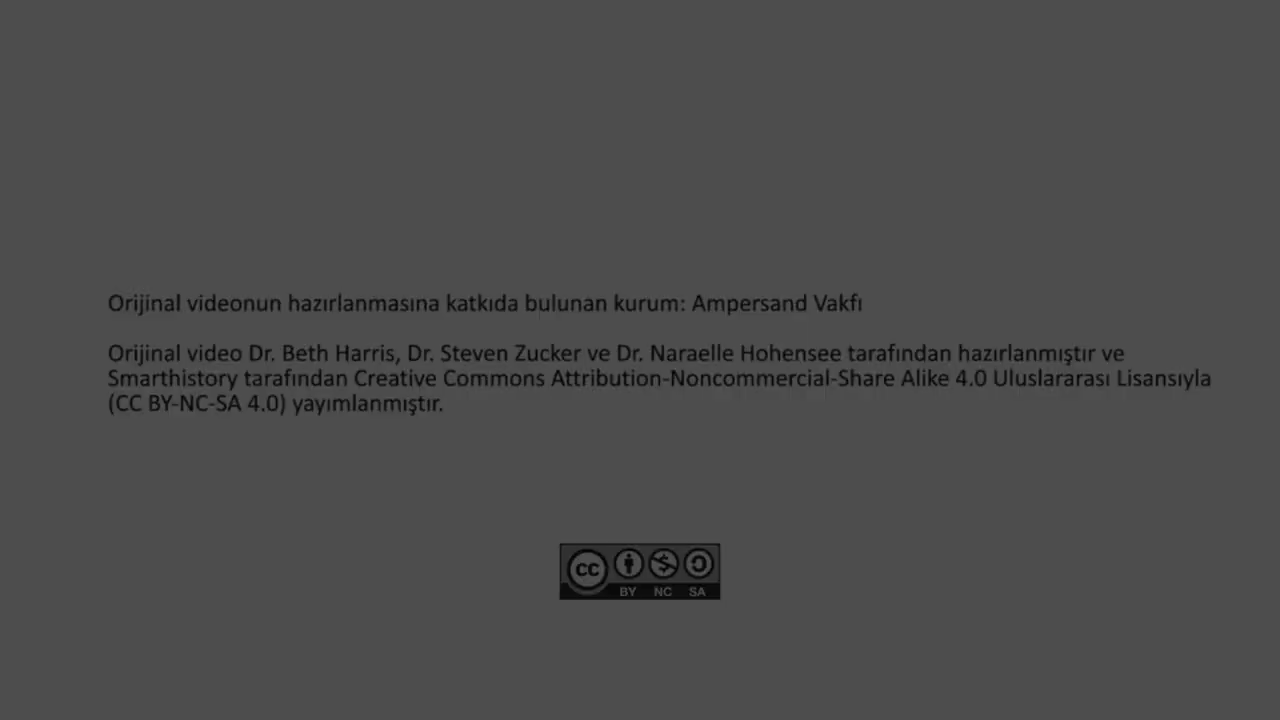 Orijinal videonun hazırlanmasına katkıda bulunan kurum: Ampersand Vakfı
Orijinal video Dr. Beth Harris, Dr. Steven Zucker ve Dr. Naraelle Hohensee tarafından hazırlanmıştır ve
Smarthistory tarafından Creative Commons Attribution-Noncommercial-Share Alike 4.0 Uluslararası Lisansıyla
(CC BY-NC-SA 4.0) yayımlanmıştır.
cc
BY NC SA